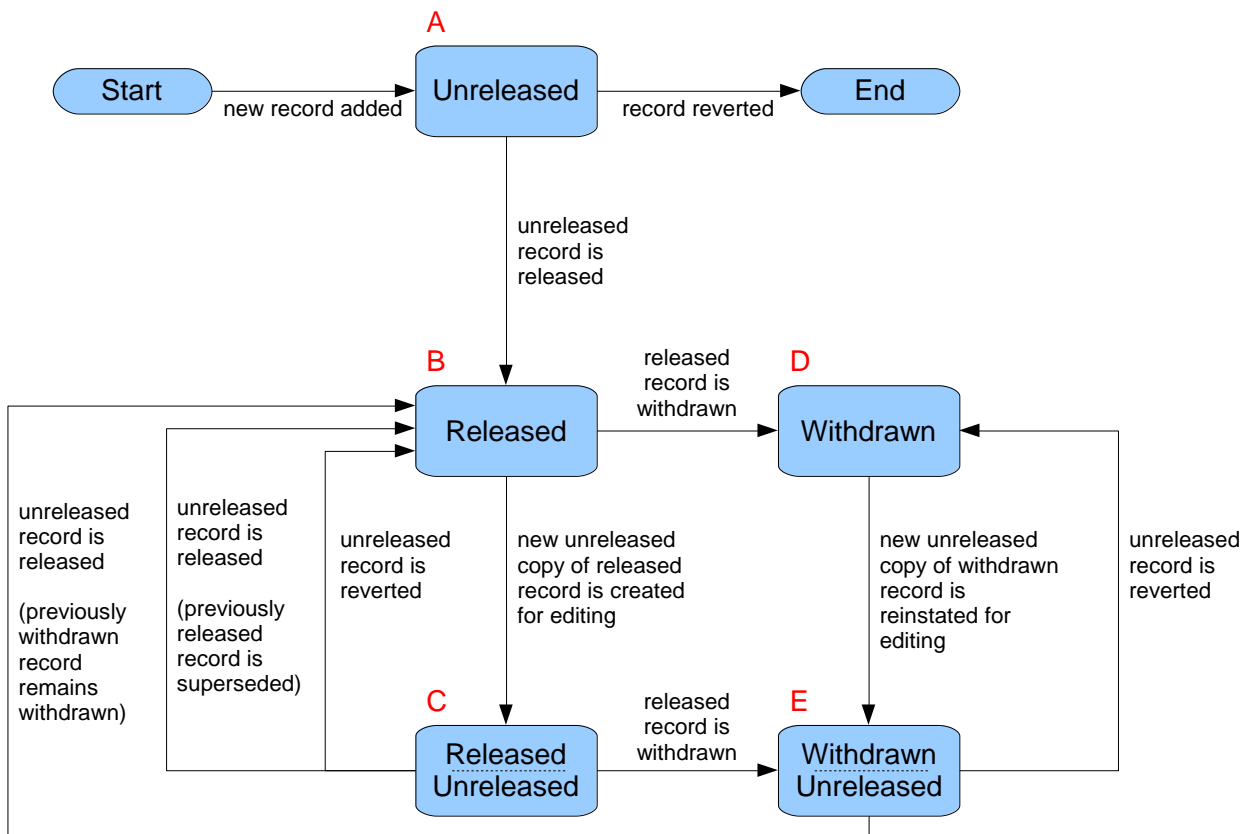 A
Start
new record added
Unreleased
record reverted
End
unreleased
record is
released
B
Released
released
record is
withdrawn
D
Withdrawn
unreleased
record is
released
(previously
withdrawn
record
remains
withdrawn)
unreleased
record is
released
(previously
released
record is
superseded)
unreleased
record is
reverted
new unreleased
copy of released
record is created
for editing
new unreleased
copy of withdrawn
record is
reinstated for
editing
unreleased
record is
reverted
C
Released
Unreleased
released
record is
withdrawn
E
Withdrawn
Unreleased